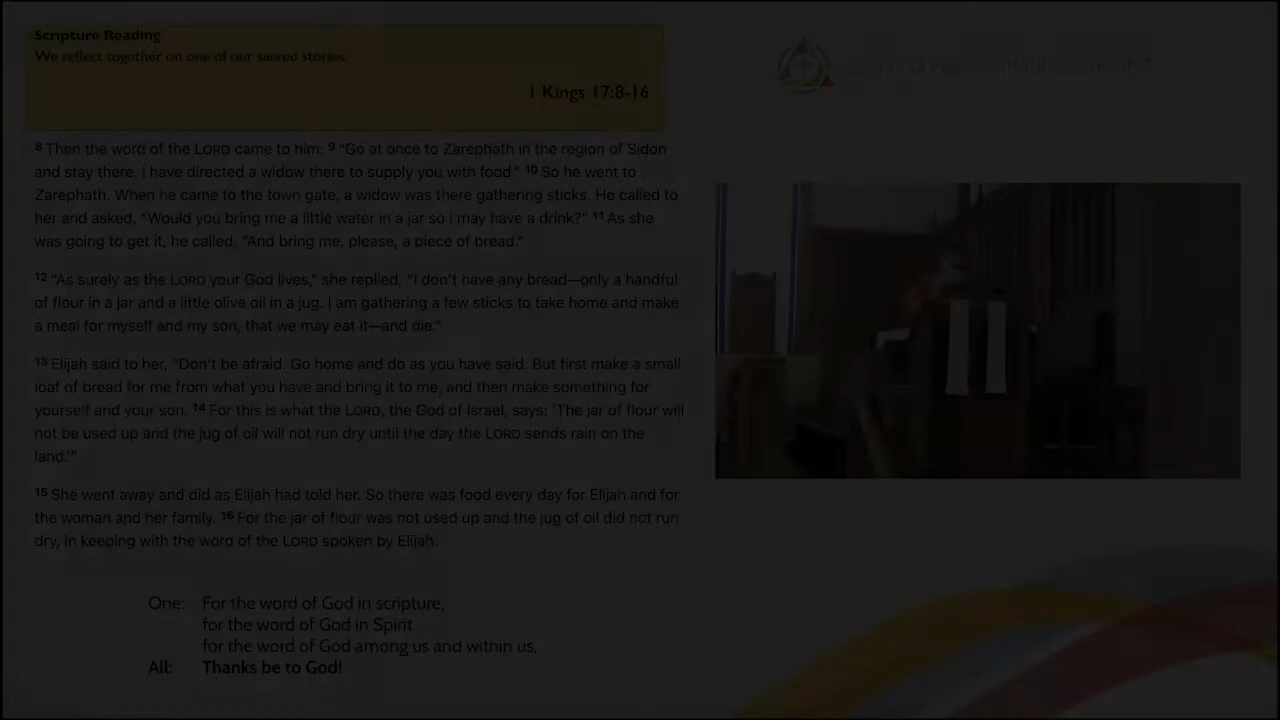 Scripture Reading
We reflect together on one of our sacred stories.
1 Kings 17:8-16
8 Then the word of the LORD came to him: 9 “Go at once to Zarephath in the region of Sidon
and stay there. I have directed a widow there to supply you with food.” 10 So he went to
Zarephath. When he came to the town gate, a widow was there gathering sticks. He called to
her and asked, “Would you bring me a little water in a jar so I may have a drink?” 11 As she
was going to get it, he called, “And bring me, please, a piece of bread.”
12 “As surely as the LORD your God lives,” she replied, “I don’t have any bread—only a handful
of flour in a jar and a little olive oil in a jug. I am gathering a few sticks to take home and make
a meal for myself and my son, that we may eat it—and die.”
13 Elijah said to her, “Don’t be afraid. Go home and do as you have said. But first make a small
loaf of bread for me from what you have and bring it to me, and then make something for
yourself and your son. 14 For this is what the LORD, the God of Israel, says: ‘The jar of flour will
not be used up and the jug of oil will not run dry until the day the LORD sends rain on the
land.’”
15 She went away and did as Elijah had told her. So there was food every day for Elijah and for
the woman and her family. 16 For the jar of flour was not used up and the jug of oil did not run
dry, in keeping with the word of the LORD spoken by Elijah.
One: For the word of God in scripture,
for the word of God in Spirit
for the word of God among us and within us,
All: Thanks be to God!